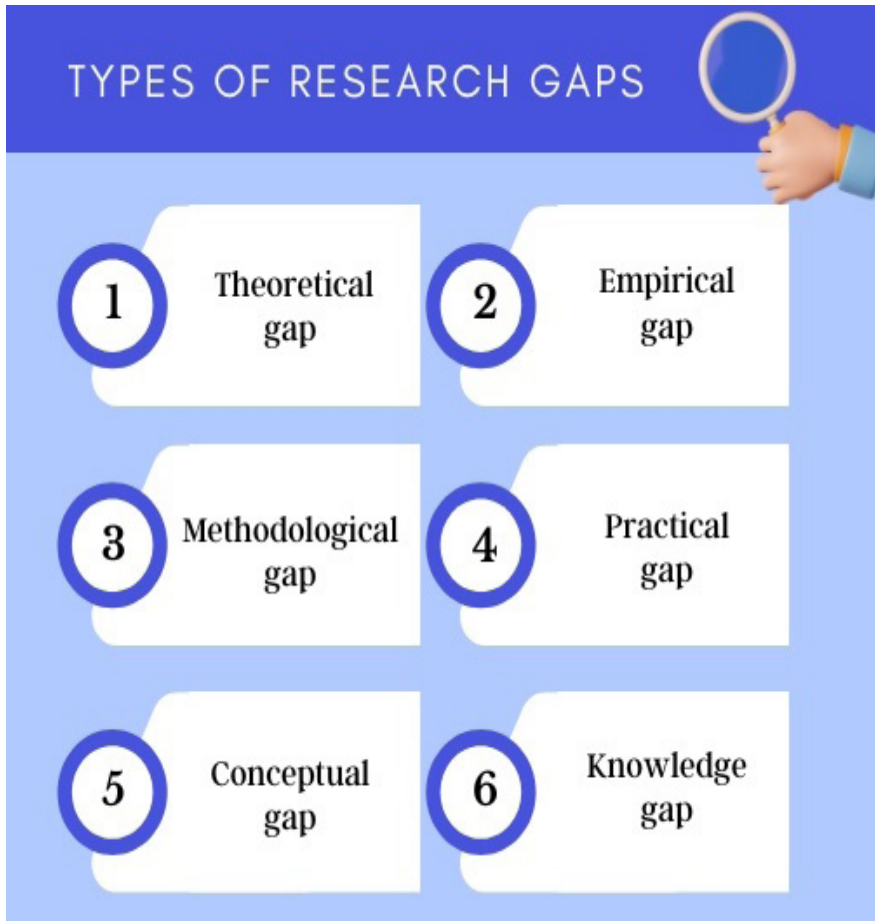 TYPES OF RESEARCH GAPS
1
Theoretical
gap
2
Empirical
gap
3
Methodological
gap
4
Practical
gap
5
Conceptual
gap
6
Knowledge
gap